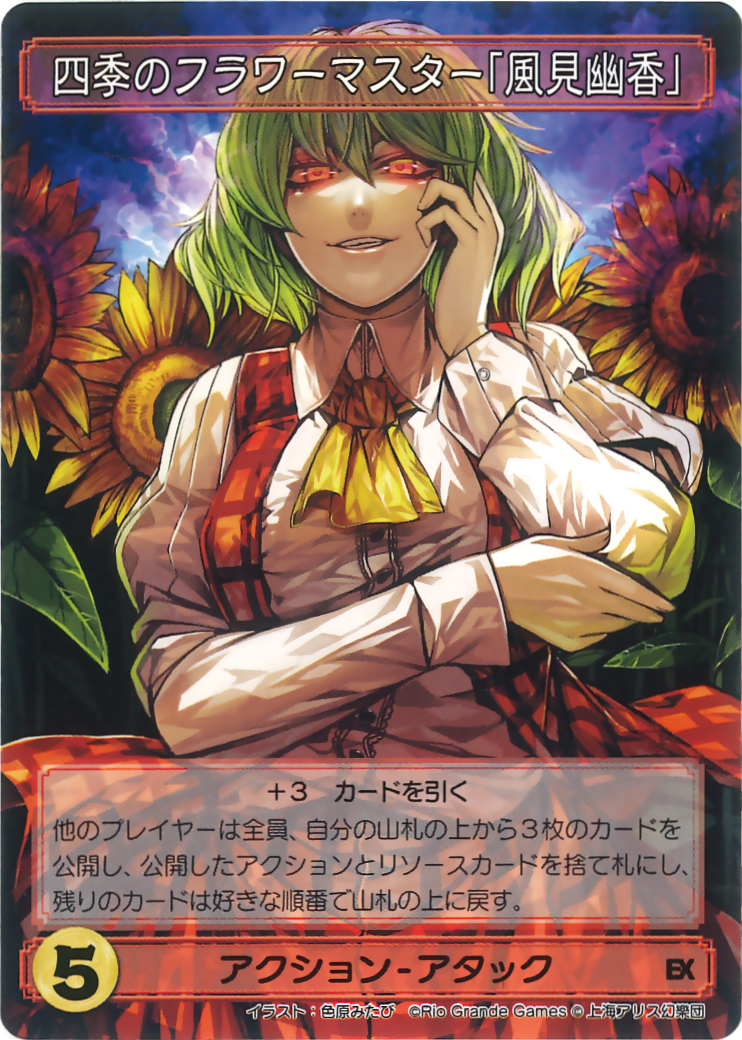 四季のフラワーマスター「風見幽香」
+3 カードを引く
他のプレイヤーは全員、自分の山札の上から3枚のカードを
公開し、公開したアクションとリソースカードを捨て札にし、
残りのカードは好きな順番で山札の上に戻す。
5 アクション-アタック EX
イラスト:色原みたび ©Rio Grande Games ©上海アリス幻樂団